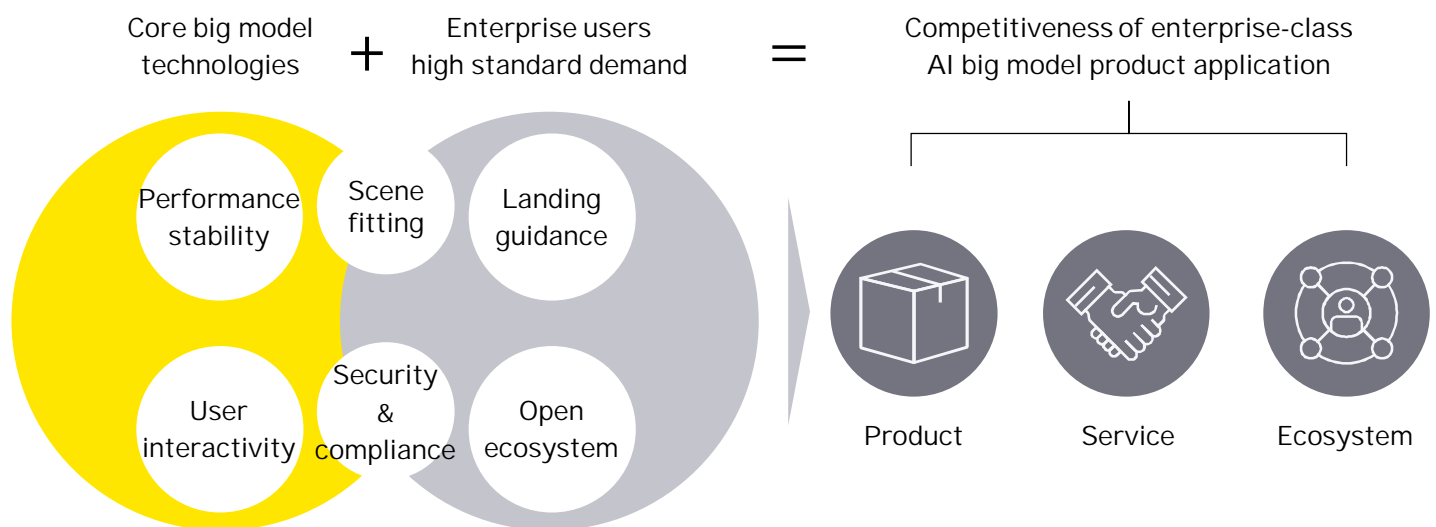 Core big model
technologies
+
Enterprise users
high standard demand
=
Competitiveness of enterprise-class
AI big model product application
Performance
stability
Scene
fitting
Landing
guidance
User
interactivity
Security
&
compliance
Open
ecosystem
Product
Service
Ecosystem